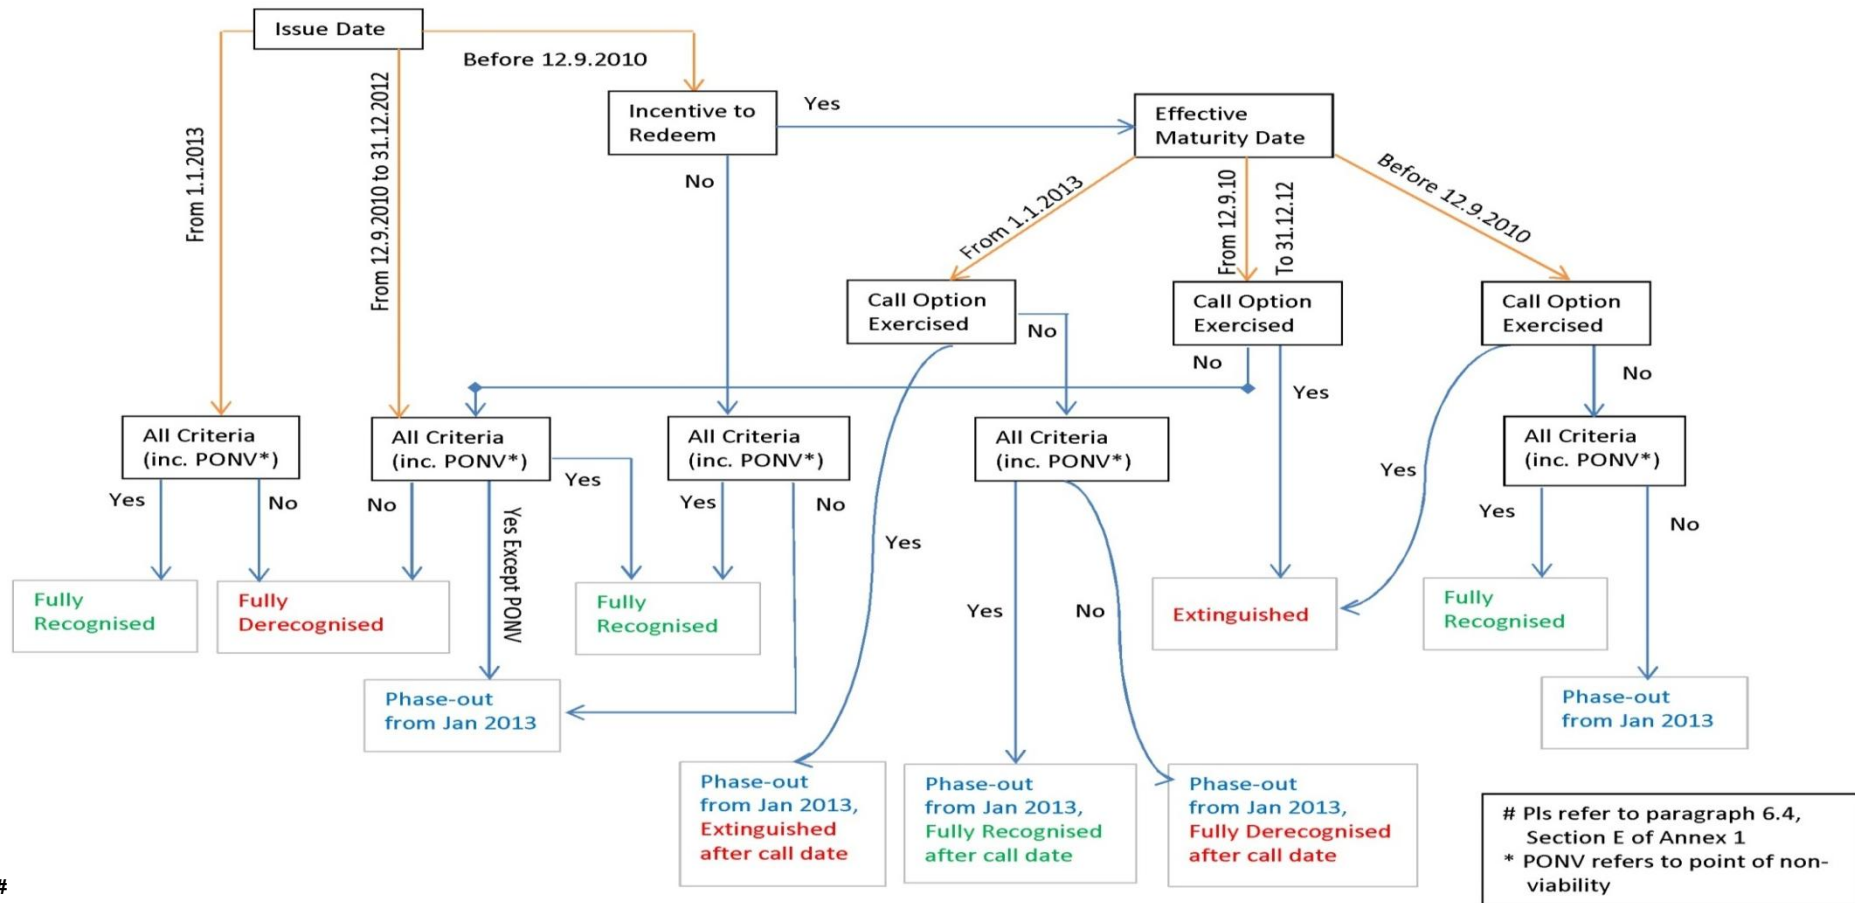 Issue Date
Before 12.9.2010
From 1.1.2013
From 12.9.2010 to 31.12.2012
Incentive to
Redeem
Yes
No
Effective
Maturity Date
From 1.1.2013
From 12.9.10
To 31.12.12
Before 12.9.2010
Call Option
Exercised
No
Yes
Call Option
Exercised
No
Yes
Call Option
Exercised
No
Yes
All Criteria
(inc. PONV*)
Yes
No
All Criteria
(inc. PONV*)
No
Yes Except PONV
Yes
All Criteria
(inc. PONV*)
Yes
No
All Criteria
(inc. PONV*)
Yes
No
All Criteria
(inc. PONV*)
Yes
No
Fully
Recognised
Fully
Derecognised
Fully
Recognised
Extinguished
Fully
Recognised
Phase-out
from Jan 2013
Phase-out
from Jan 2013
Phase-out
from Jan 2013,
Extinguished
after call date
Phase-out
from Jan 2013,
Fully Recognised
after call date
Phase-out
from Jan 2013,
Fully Derecognised
after call date
# Pls refer to paragraph 6.4,
Section E of Annex 1
* PONV refers to point of non-
viability
#